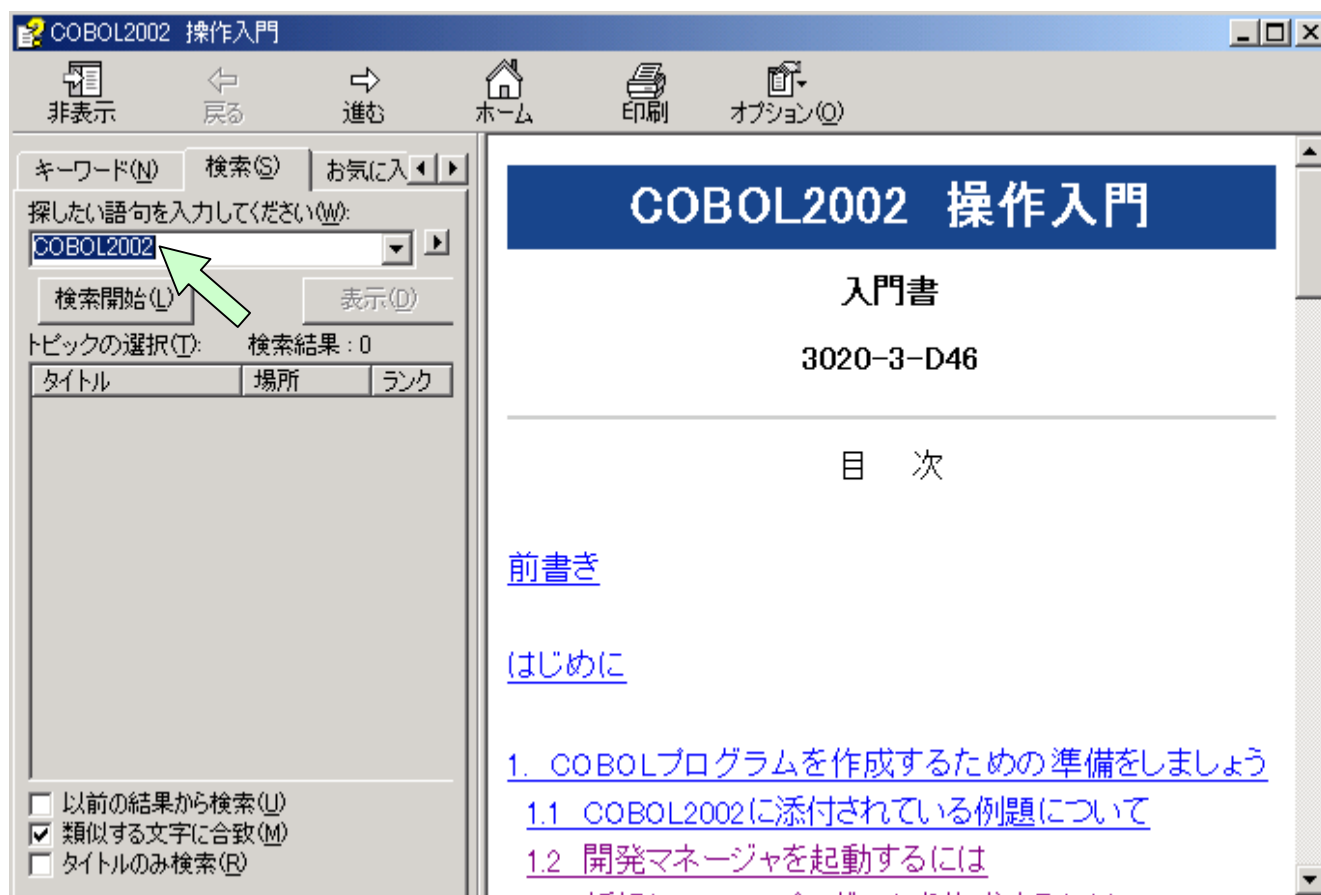 COBOL2002 操作入門
非表示 戻る 進む ホーム 印刷 オプション(O)
キーワード(N) 検索(S) お気に入
探したい語句を入力してください(W):
COBOL2002
検索開始(L) 表示(D)
トピックの選択(T): 検索結果:0
タイトル 場所 ランク
以前の結果から検索(U)
類似する文字に合致(M)
タイトルのみ検索(R)
COBOL2002 操作入門
入門書
3020-3-D46
目 次
前書き
はじめに
1. COBOLプログラムを作成するための準備をしましょう
1.1 COBOL2002に添付されている例題について
1.2 開発マネージャを起動するには